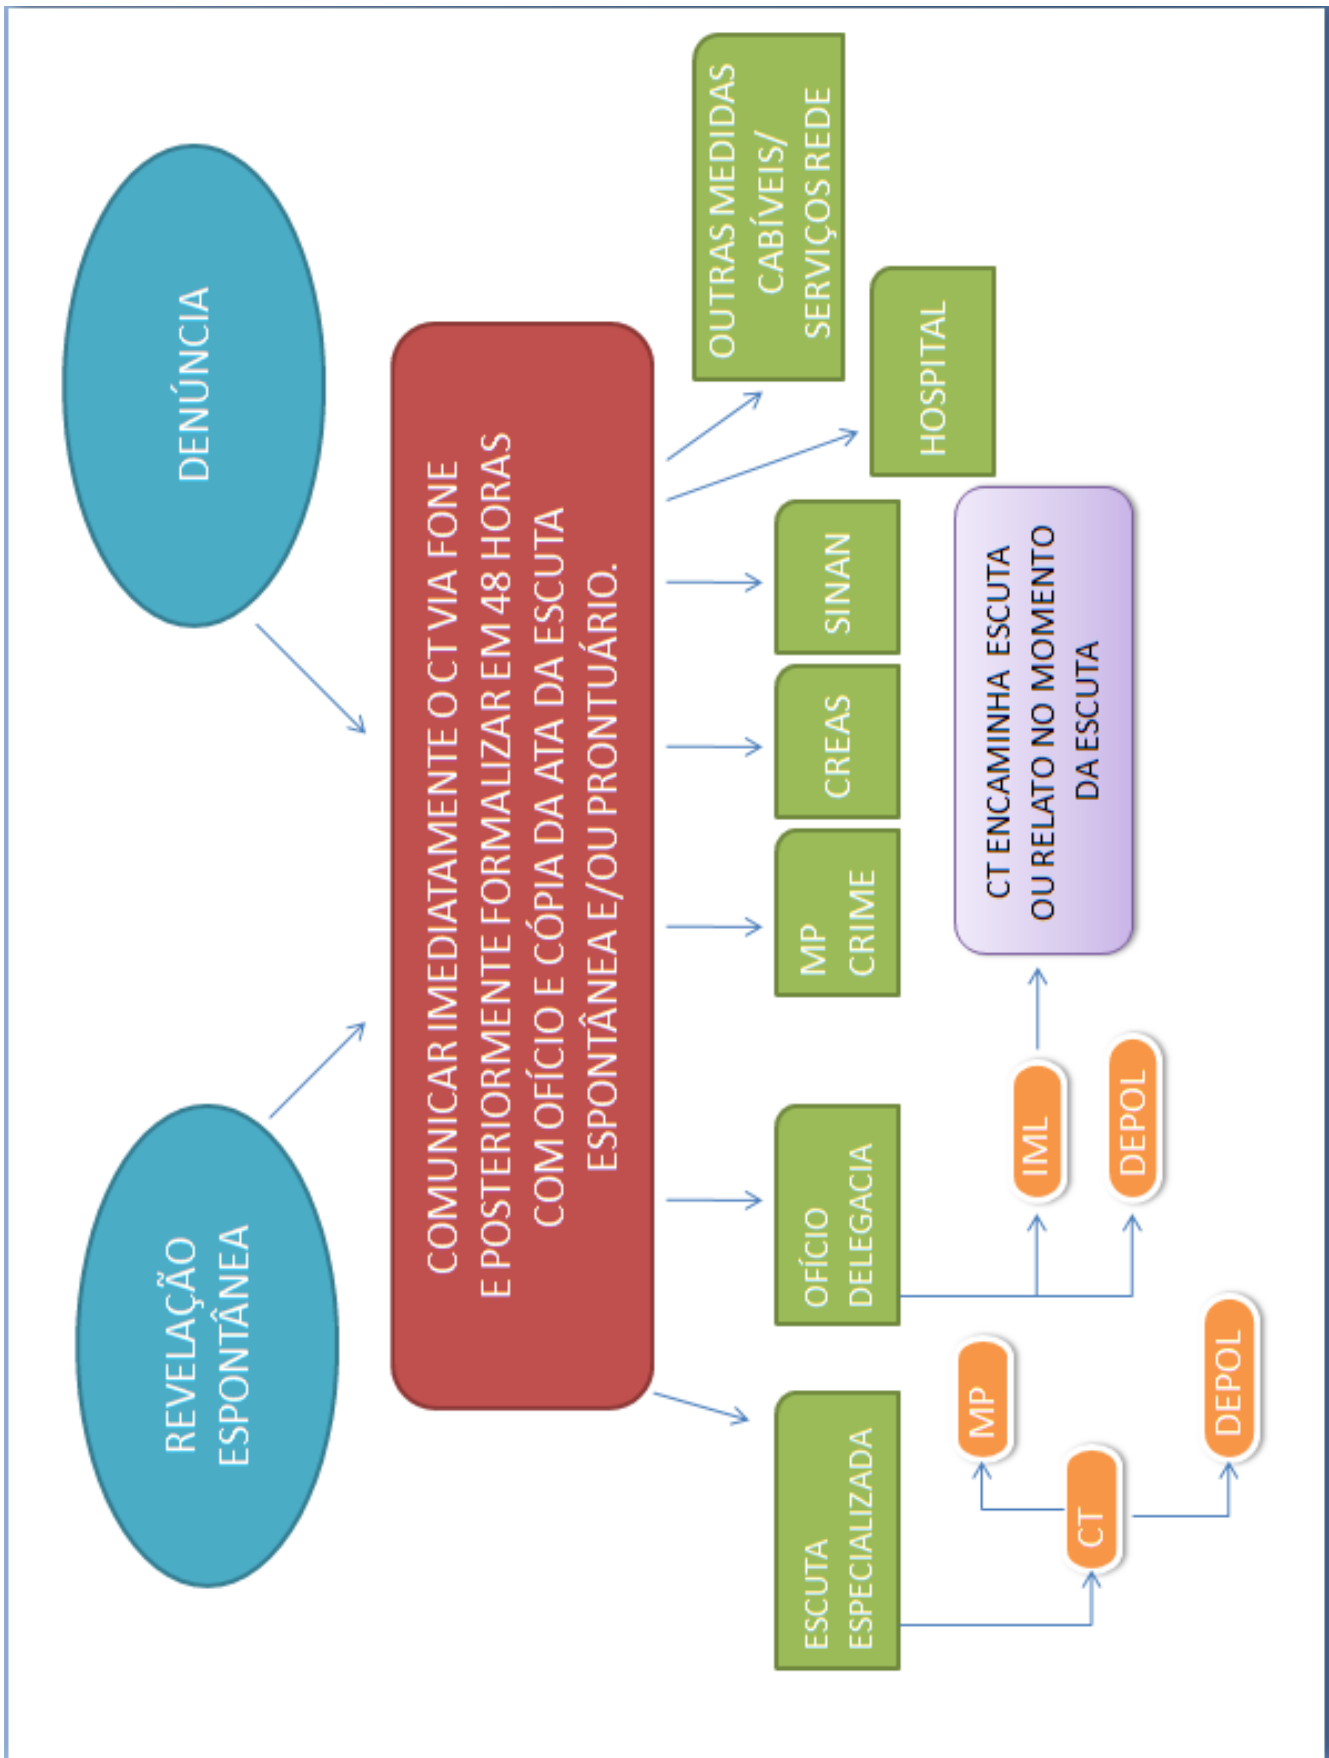 REVELAÇÃO
ESPONTÂNEA
DENÚNCIA
COMUNICAR IMEDIATAMENTE O CT VIA FONE
E POSTERIORMENTE FORMALIZAR EM 48 HORAS
COM OFÍCIO E CÓPIA DA ATA DA ESCUTA
ESPONTÂNEA E/OU PRONTUÁRIO.
ESCUTA
ESPECIALIZADA
OFÍCIO
DELEGACIA
MP
CRIME
CREAS
SINAN
HOSPITAL
OUTRAS MEDIDAS
CABÍVEIS/
SERVIÇOS REDE
MP
CT
DEPOL
IML
DEPOL
CT ENCAMINHA ESCUTA
OU RELATO NO MOMENTO
DA ESCUTA